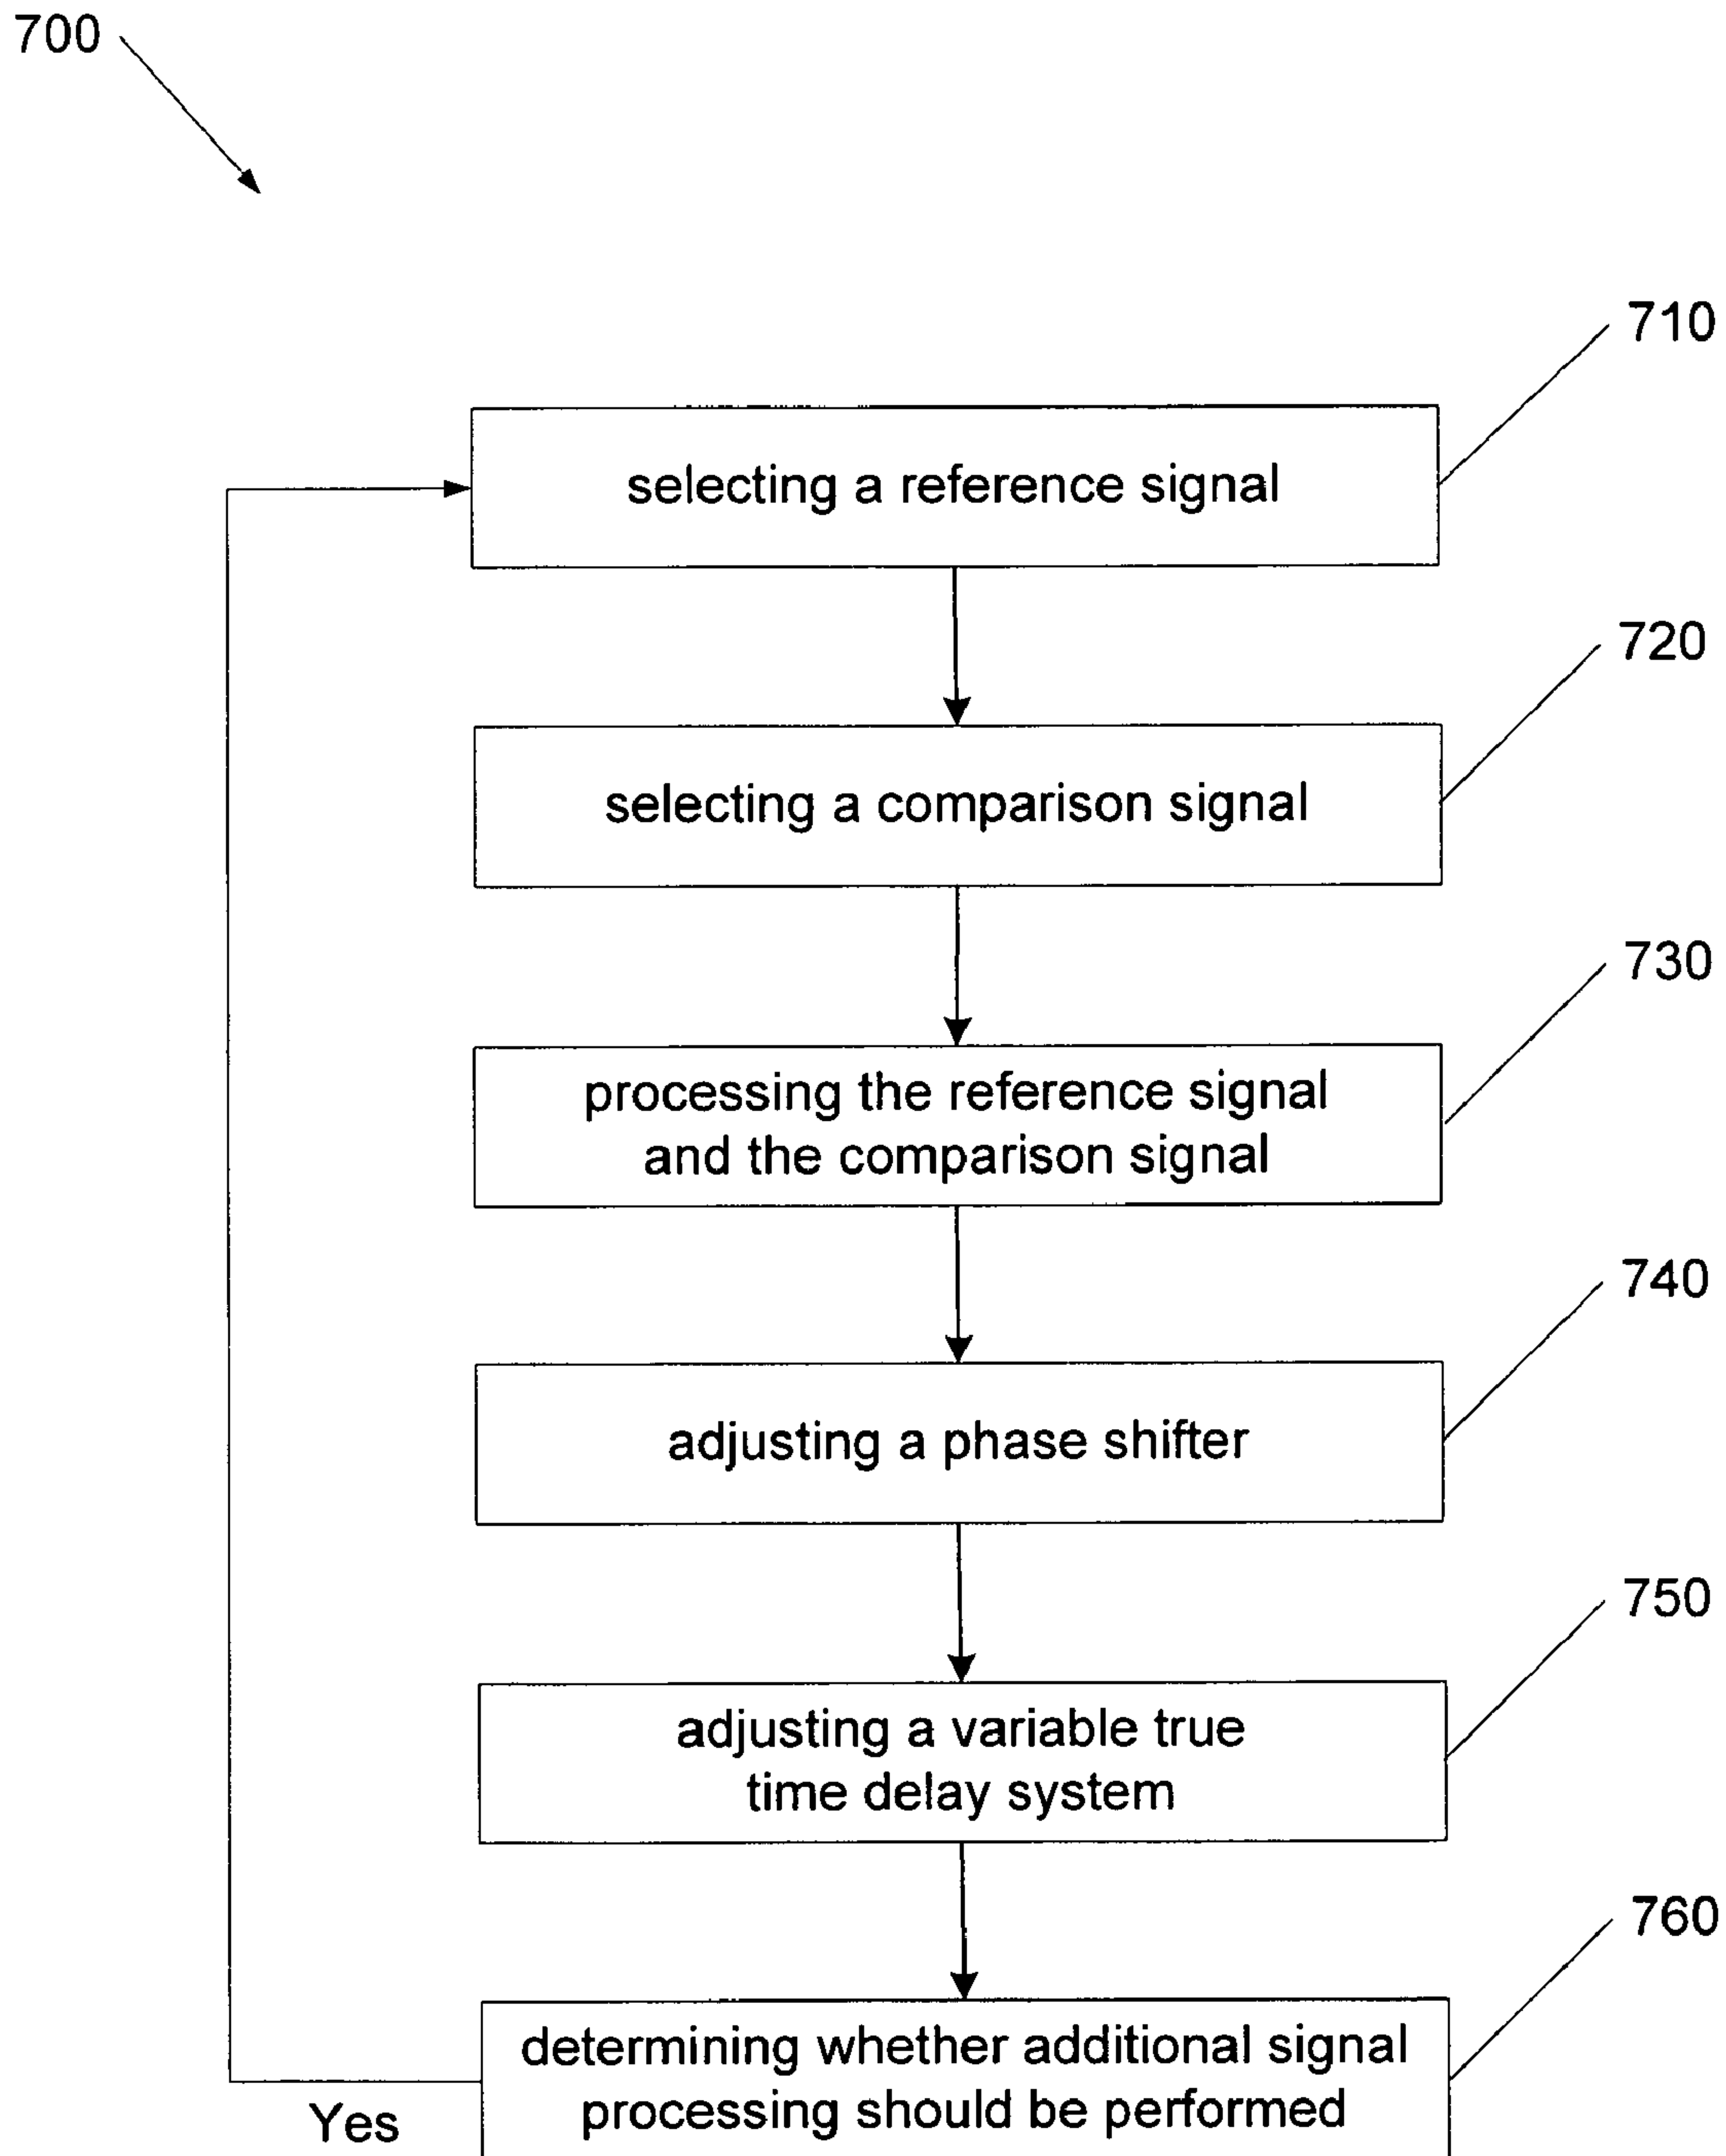 700
710
selecting a reference signal
720
selecting a comparison signal
730
processing the reference signal
and the comparison signal
740
adjusting a phase shifter
750
adjusting a variable true
time delay system
760
determining whether additional signal
processing should be performed
Yes